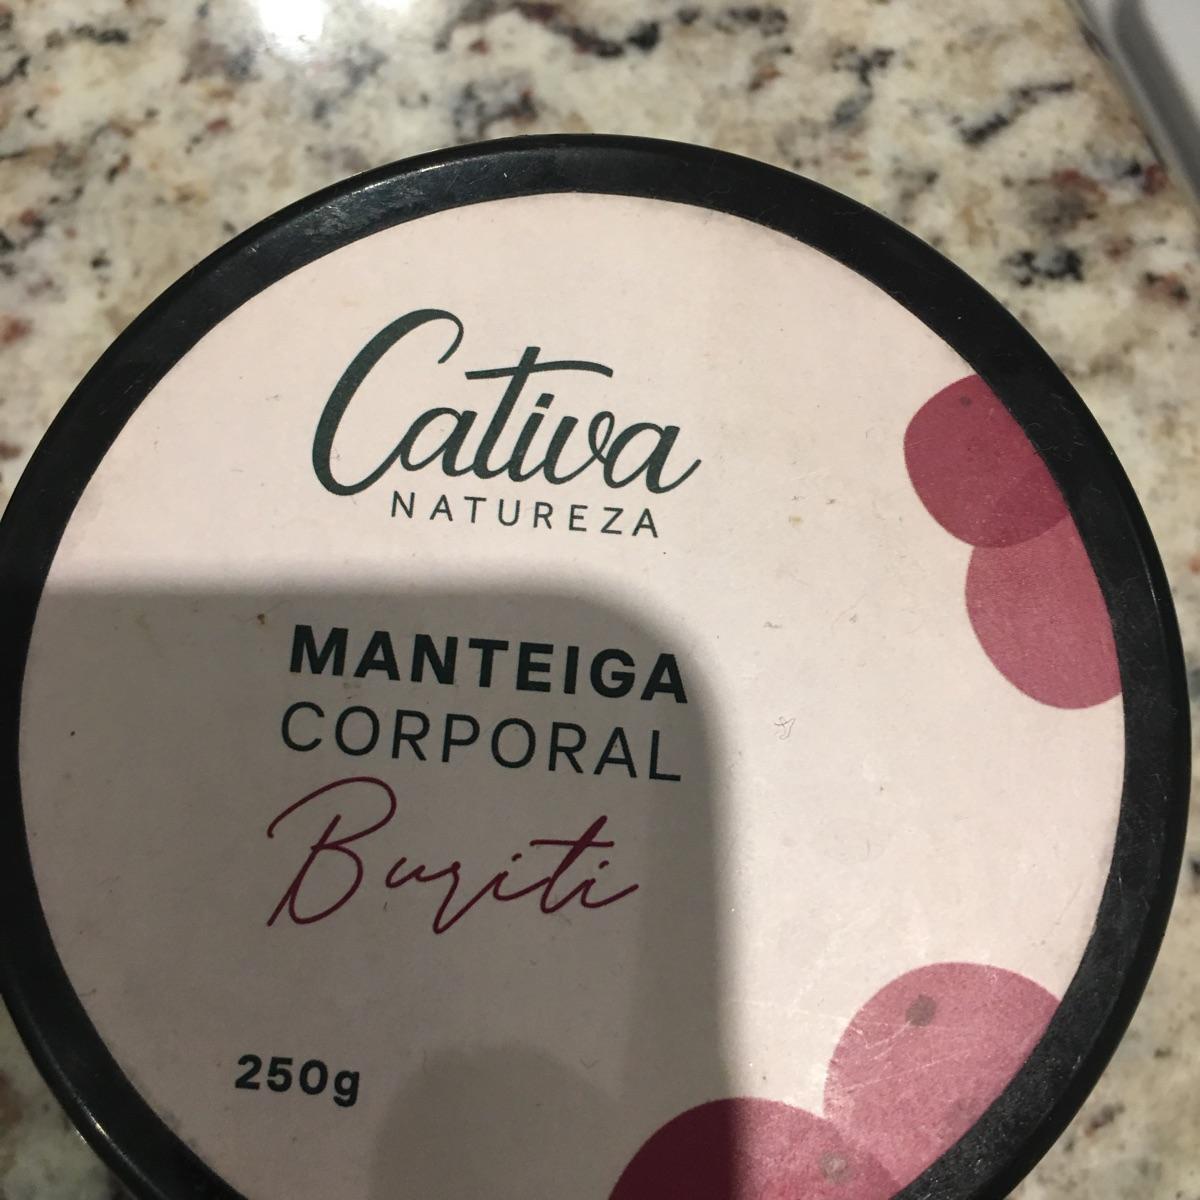 Cativa
NATUREZA
MANTEIGA
CORPORAL
Buriti
250g